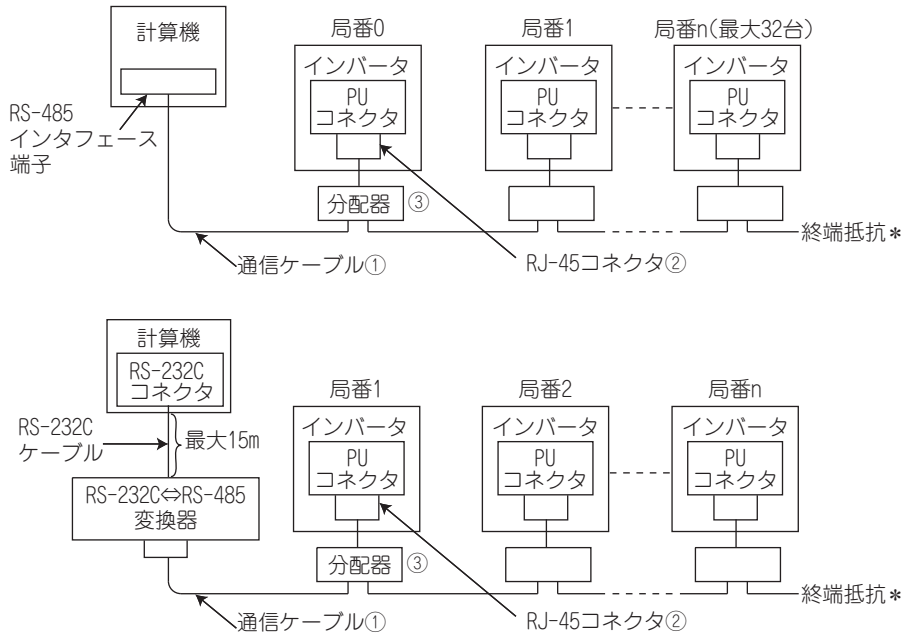 計算機
RS-485
インタフェース
端子
局番0
インバータ
PU
コネクタ
分配器 ③
局番1
インバータ
PU
コネクタ
局番n(最大32台)
インバータ
PU
コネクタ
終端抵抗*
通信ケーブル①
RJ-45コネクタ②
計算機
RS-232C
コネクタ
RS-232C
ケーブル
最大15m
RS-232C⇔RS-485
変換器
局番1
インバータ
PU
コネクタ
分配器 ③
局番2
インバータ
PU
コネクタ
局番n
インバータ
PU
コネクタ
終端抵抗*
通信ケーブル①
RJ-45コネクタ②